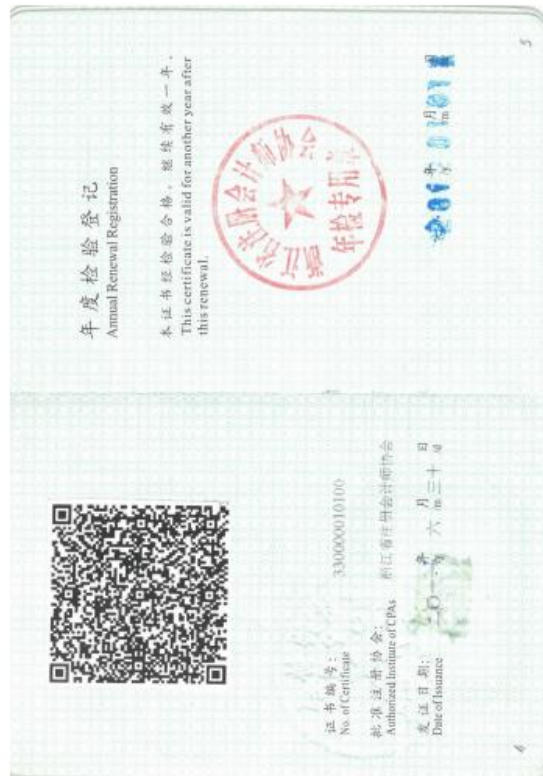 证书编号: 330000010100
No. of Certificate
批准注册协会: 浙江省注册会计师协会
Authorized Institute of CPAs
发证日期: 年 六 月 三十 日
Date of Issuance
4
年度检验登记
Annual Renewal Registration
本证书经检验合格，继续有效一年。
This certificate is valid for another year after
this renewal.
浙江省注册会计师协会
年检专用章
年 月
5